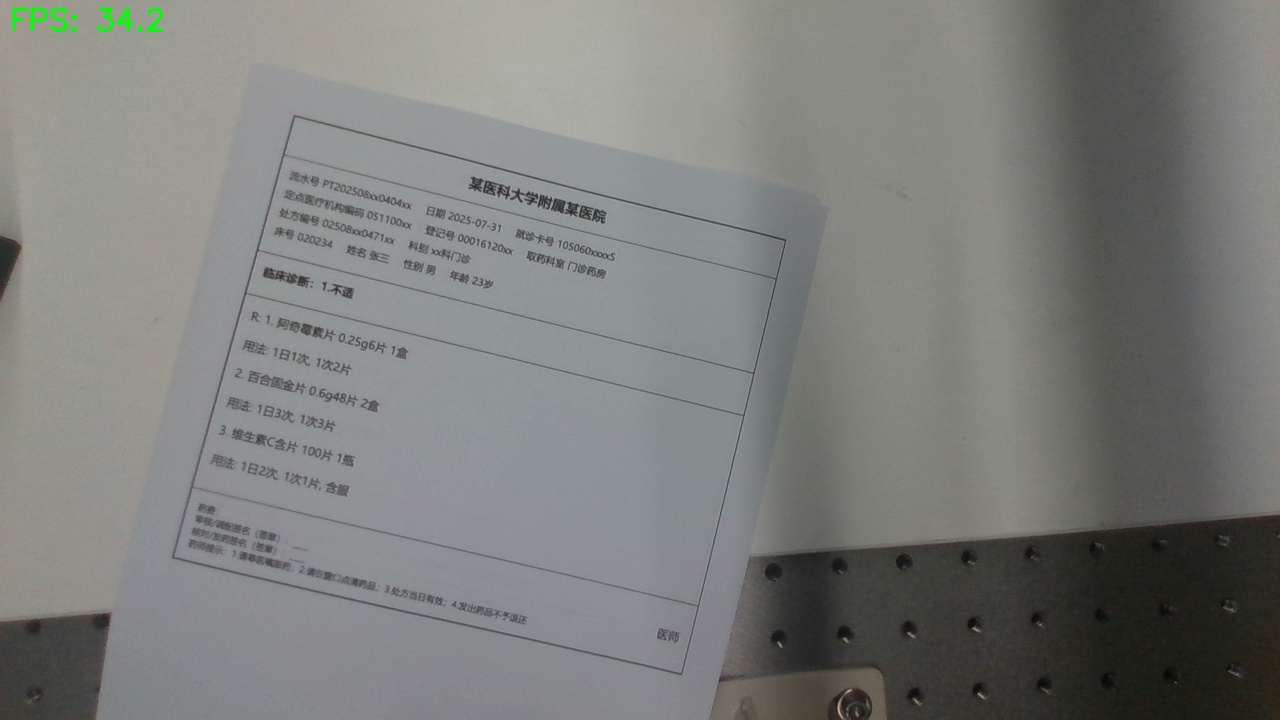 FPS: 34.2
某医科大学附属某医院
流水号 PT202508xx0404xx 日期 2025-07-31 就诊卡号 105060xxxxS
定点医疗机构编码 051100xx 登记号 00016120xx 取药科室 门诊药房
处方编号 02508xx0471xx 科别 xx科门诊
床号 020234 姓名 张三 性别 男 年龄 23岁
临床诊断：1.不适
R: 1. 阿奇霉素片 0.25g6片 1盒
用法: 1日1次, 1次2片
2. 百合固金片 0.6g48片 2盒
用法: 1日3次, 1次3片
3. 维生素C含片 100片 1瓶
用法: 1日2次, 1次1片, 含服
药费:
审核/调配签名（签章）:
核对/发药签名（签章）:
药师提示：1.请遵医嘱服药；2.请在窗口点清药品；3.处方当日有效；4.发出药品不予退还
医师